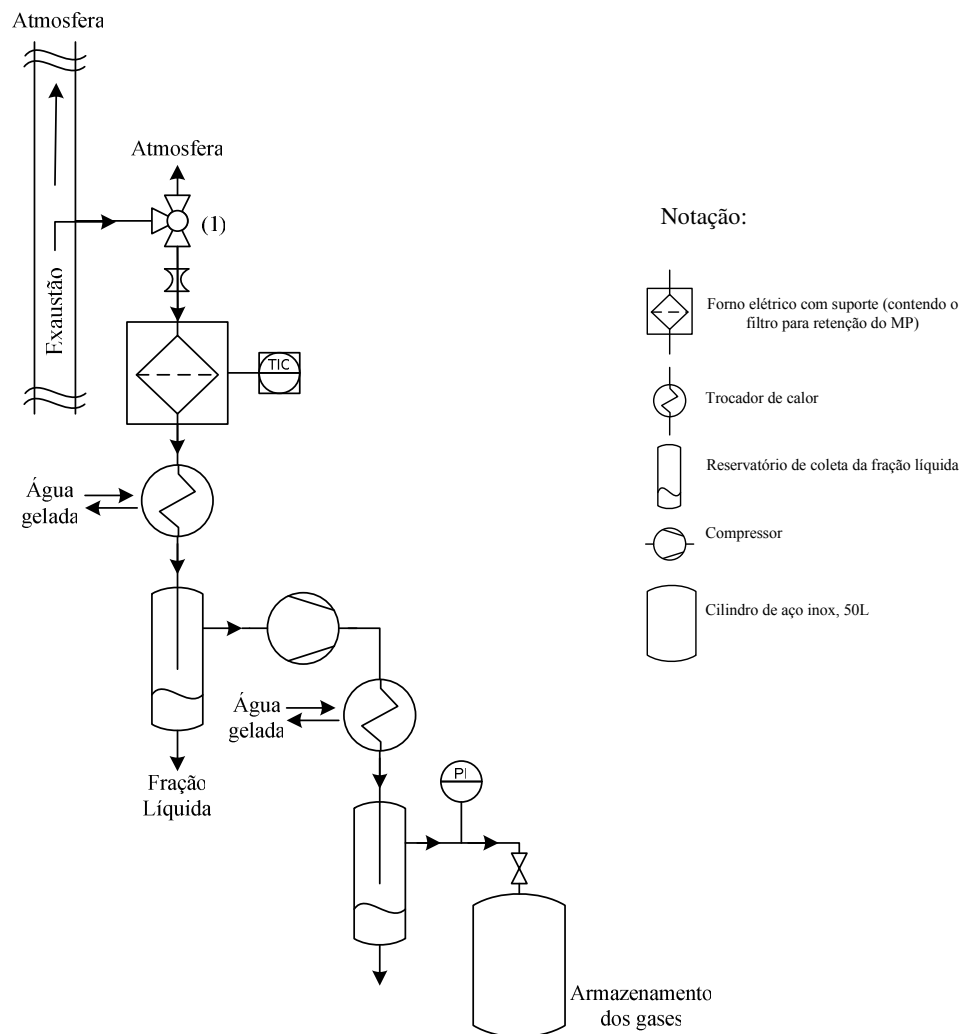 Atmosfera
Atmosfera
(1)
Exaustão
TIC
Água
gelada
Fração
Líquida
Água
gelada
PI
Armazenamento
dos gases
Notação:
Forno elétrico com suporte (contendo o
filtro para retenção do MP)
Trocador de calor
Reservatório de coleta da fração líquida
Compressor
Cilindro de aço inox, 50L